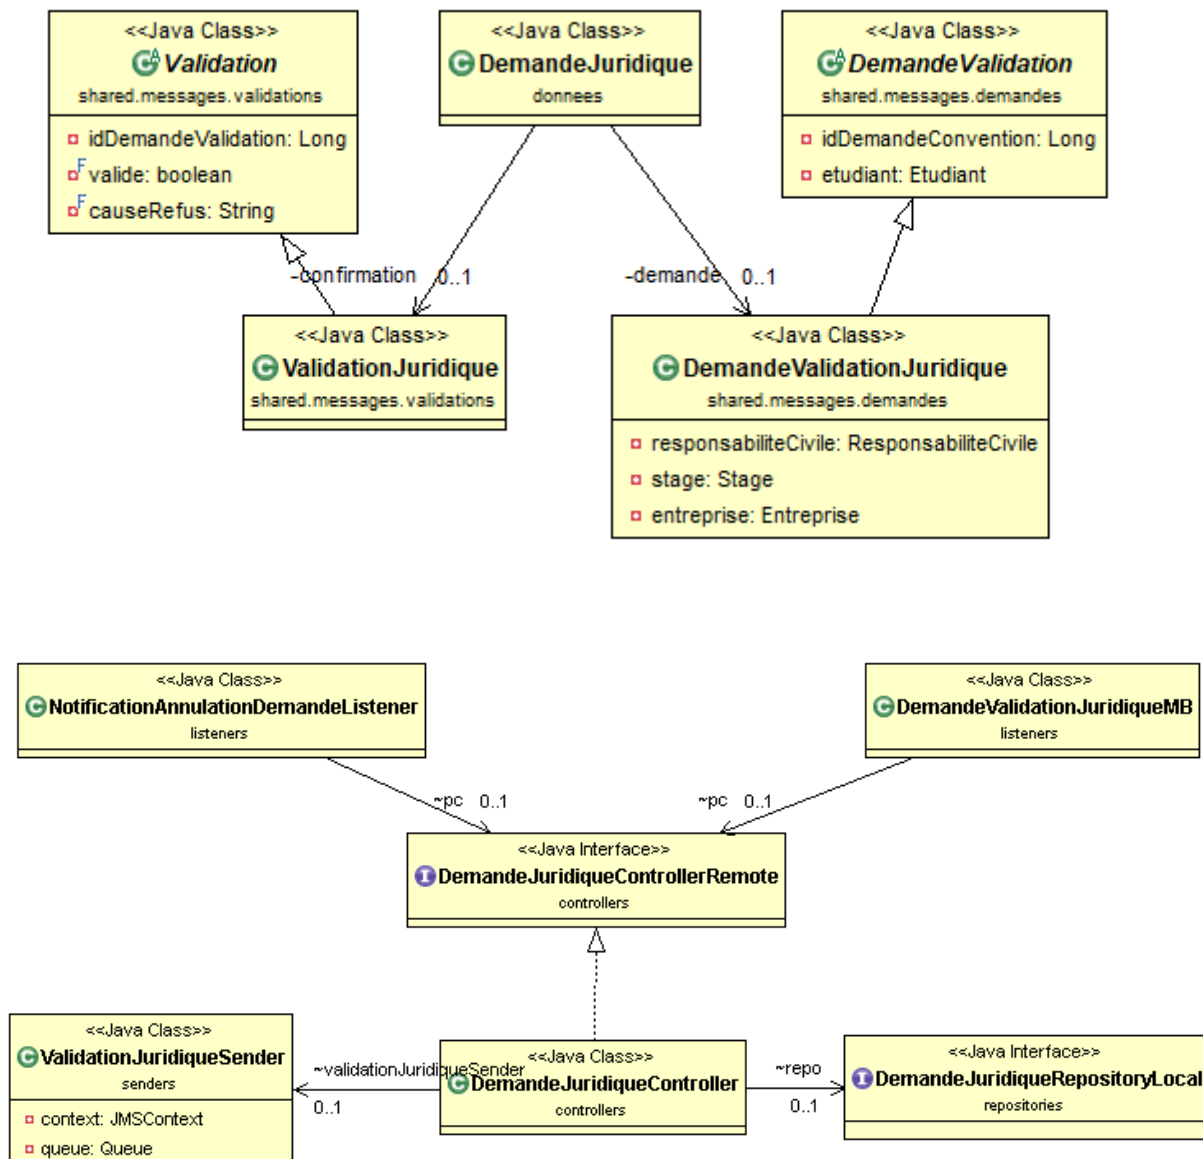 <<Java Class>>
Validation
shared.messages.validations
idDemandeValidation: Long
valide: boolean
causeRefus: String
<<Java Class>>
DemandeJuridique
donnees
<<Java Class>>
DemandeValidation
shared.messages.demandes
idDemandeConvention: Long
etudiant: Etudiant
-confirmation 0..1
-demande 0..1
<<Java Class>>
ValidationJuridique
shared.messages.validations
<<Java Class>>
DemandeValidationJuridique
shared.messages.demandes
responsabiliteCivile: ResponsabiliteCivile
stage: Stage
entreprise: Entreprise
<<Java Class>>
NotificationAnnulationDemandeListener
listeners
<<Java Class>>
DemandeValidationJuridiqueMB
listeners
~pc 0..1
~pc 0..1
<<Java Interface>>
DemandeJuridiqueControllerRemote
controllers
<<Java Class>>
ValidationJuridiqueSender
senders
context: JMSContext
queue: Queue
~validationJuridiqueSender
0..1
<<Java Class>>
DemandeJuridiqueController
controllers
~repo
0..1
<<Java Interface>>
DemandeJuridiqueRepositoryLocal
repositories